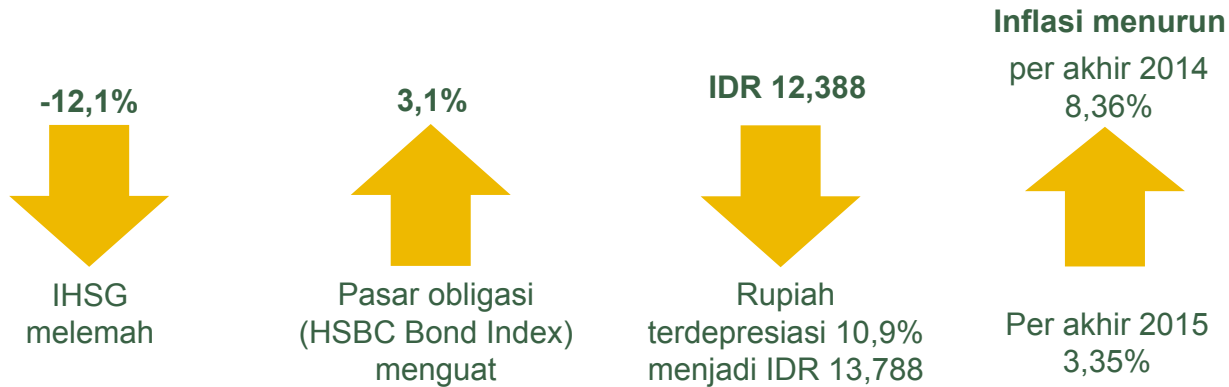 -12,1%
IHSG
melemah
3,1%
Pasar obligasi
(HSBC Bond Index)
menguat
IDR 12,388
Rupiah
terdepresiasi 10,9%
menjadi IDR 13,788
Inflasi menurun
per akhir 2014
8,36%
Per akhir 2015
3,35%